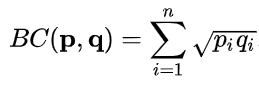 BC(𝐩, 𝐪) = ∑_{i=1}^{n} √(p_i q_i)